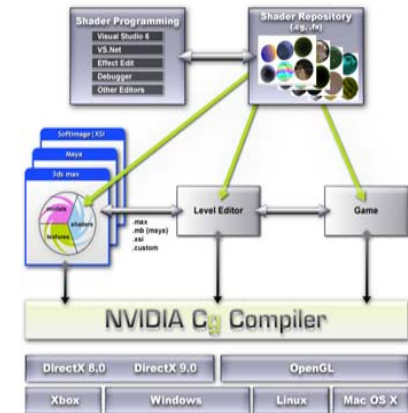 Shader Programming
Visual Studio 6
VS.Net
Effect Edit
Debugger
Other Editors
Shader Repository
(.cg, .fx)
Softimage | XSI
Maya
3ds max
models
shaders
textures
.max
.mb (maya)
.xsi
.custom
Level Editor
Game
NVIDIA Cg Compiler
DirectX 8.0 DirectX 9.0
OpenGL
Xbox
Windows
Linux
Mac OS X